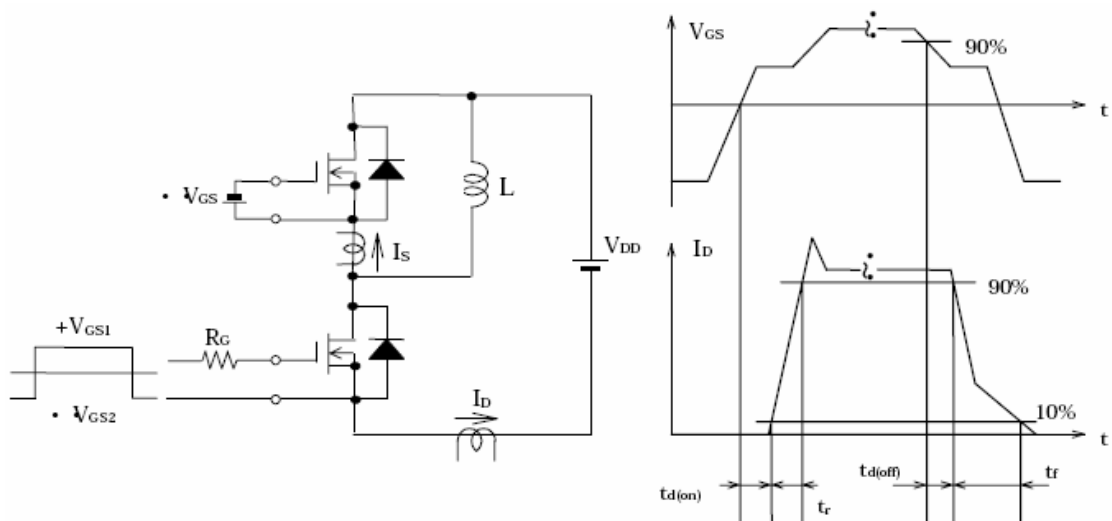 VGS
90%
t
L
• •VGS
IS
VDD
ID
90%
+VGS1
RG
• •VGS2
ID
10%
t
td(on)
tr
td(off)
tf